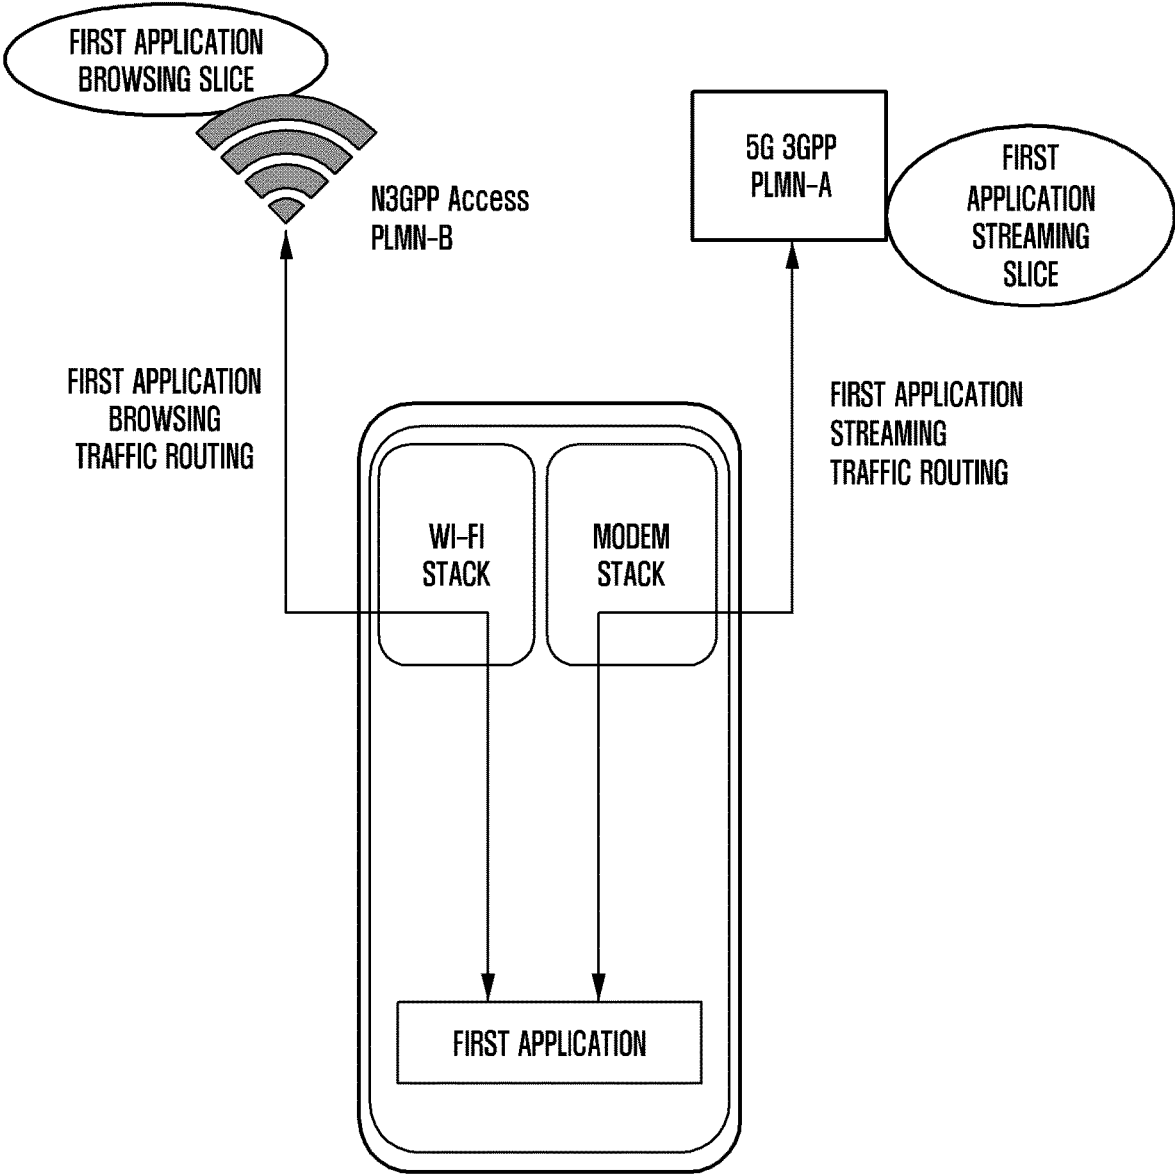 FIRST APPLICATION
BROWSING SLICE
N3GPP Access
PLMN-B
5G 3GPP
PLMN-A
FIRST
APPLICATION
STREAMING
SLICE
FIRST APPLICATION
BROWSING
TRAFFIC ROUTING
FIRST APPLICATION
STREAMING
TRAFFIC ROUTING
WI-FI
STACK
MODEM
STACK
FIRST APPLICATION